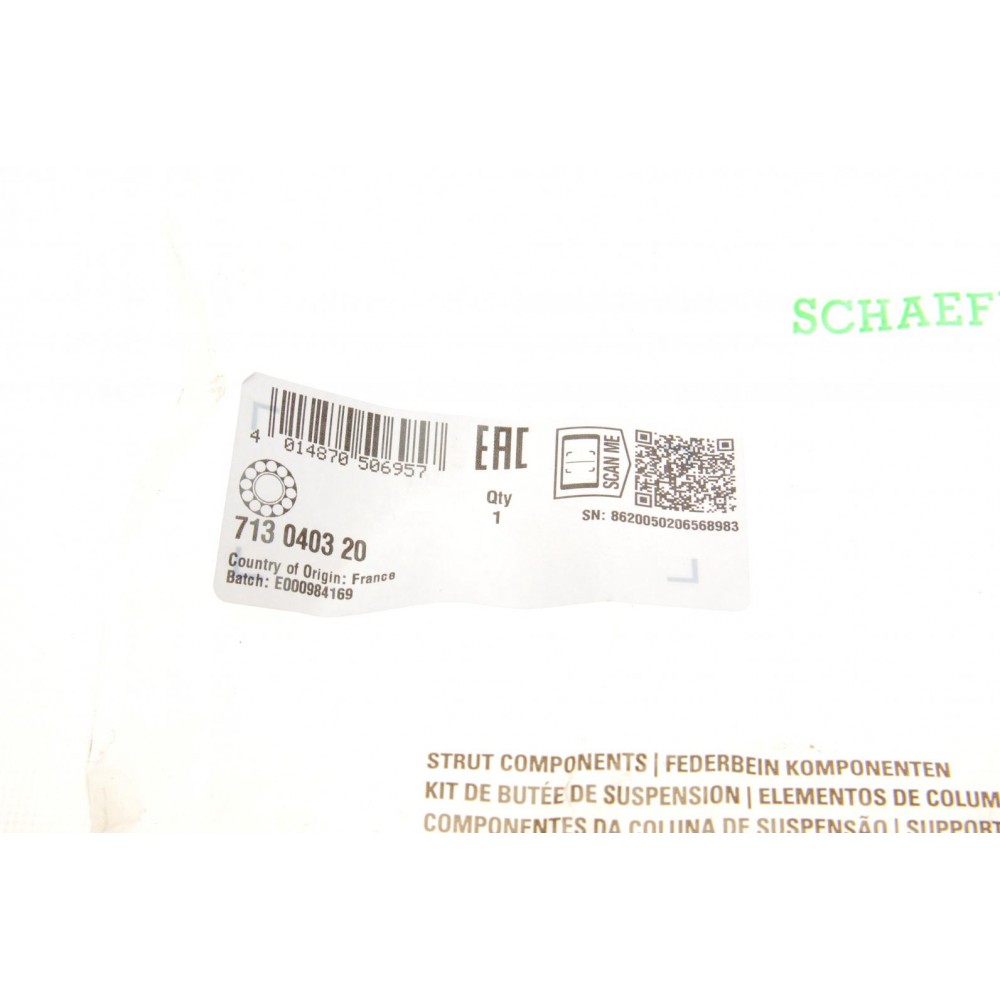 SCHAEF
4 014870 506957
EAC
SCAN ME
Qty
1
SN: 8620050206568983
713 0403 20
Country of Origin: France
Batch: E000984169
STRUT COMPONENTS | FEDERBEIN KOMPONENTEN
KIT DE BUTÉE DE SUSPENSION | ELEMENTOS DE COLUM
COMPONENTES DA COLUNA DE SUSPENSÃO | SUPPORT